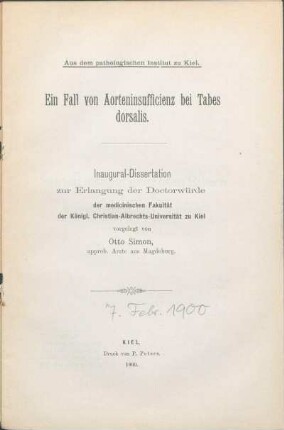 Aus dem pathologischen Institut zu Kiel.
Ein Fall von Aorteninsufficienz bei Tabes
dorsalis.
Inaugural-Dissertation
zur Erlangung der Doctorwürde
der medicinischen Fakultät
der Königl. Christian-Albrechts-Universität zu Kiel
vorgelegt von
Otto Simon,
approb. Arzte aus Magdeburg.
7. Febr. 1900
KIEL,
Druck von P. Peters.
1900.